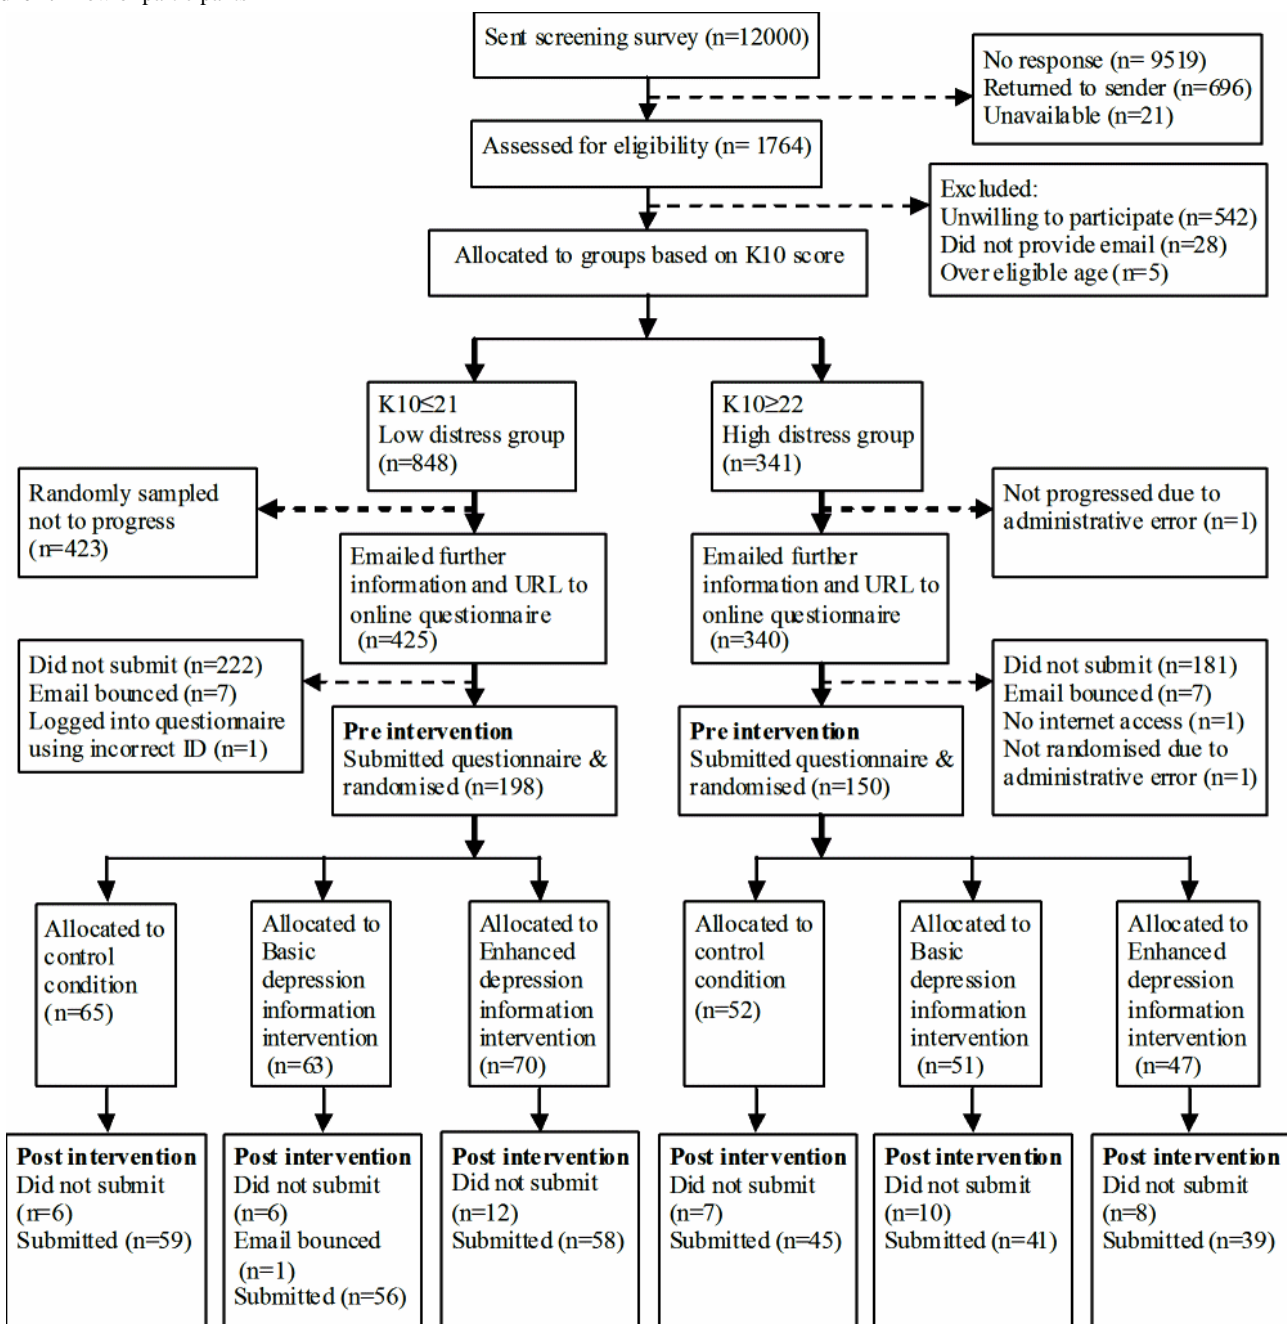 Sent screening survey (n=12000)
No response (n= 9519)
Returned to sender (n=696)
Unavailable (n=21)
Assessed for eligibility (n= 1764)
Excluded:
Unwilling to participate (n=542)
Did not provide email (n=28)
Over eligible age (n=5)
Allocated to groups based on K10 score
K10≤21
Low distress group
(n=848)
K10≥22
High distress group
(n=341)
Randomly sampled
not to progress
(n=423)
Not progressed due to
administrative error (n=1)
Emailed further
information and URL to
online questionnaire
(n=425)
Emailed further
information and URL to
online questionnaire
(n=340)
Did not submit (n=222)
Email bounced (n=7)
Logged into questionnaire
using incorrect ID (n=1)
Did not submit (n=181)
Email bounced (n=7)
No internet access (n=1)
Not randomised due to
administrative error (n=1)
Pre intervention
Submitted questionnaire &
randomised (n=198)
Pre intervention
Submitted questionnaire &
randomised (n=150)
Allocated to
control
condition
(n=65)
Allocated to
Basic
depression
information
intervention
(n=63)
Allocated to
Enhanced
depression
information
intervention
(n=70)
Allocated to
control
condition
(n=52)
Allocated to
Basic
depression
information
intervention
(n=51)
Allocated to
Enhanced
depression
information
intervention
(n=47)
Post intervention
Did not submit
(n=6)
Submitted (n=59)
Post intervention
Did not submit
(n=6)
Email bounced
(n=1)
Submitted (n=56)
Post intervention
Did not submit
(n=12)
Submitted (n=58)
Post intervention
Did not submit
(n=7)
Submitted (n=45)
Post intervention
Did not submit
(n=10)
Submitted (n=41)
Post intervention
Did not submit
(n=8)
Submitted (n=39)